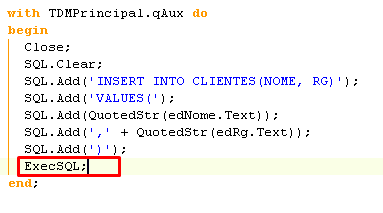 with TDMPrincipal.qAux do
begin
Close;
SQL.Clear;
SQL.Add('INSERT INTO CLIENTES(NOME, RG)');
SQL.Add('VALUES(');
SQL.Add(QuotedStr(edNome.Text));
SQL.Add(',' + QuotedStr(edRg.Text));
SQL.Add(')');
ExecSQL;
end;